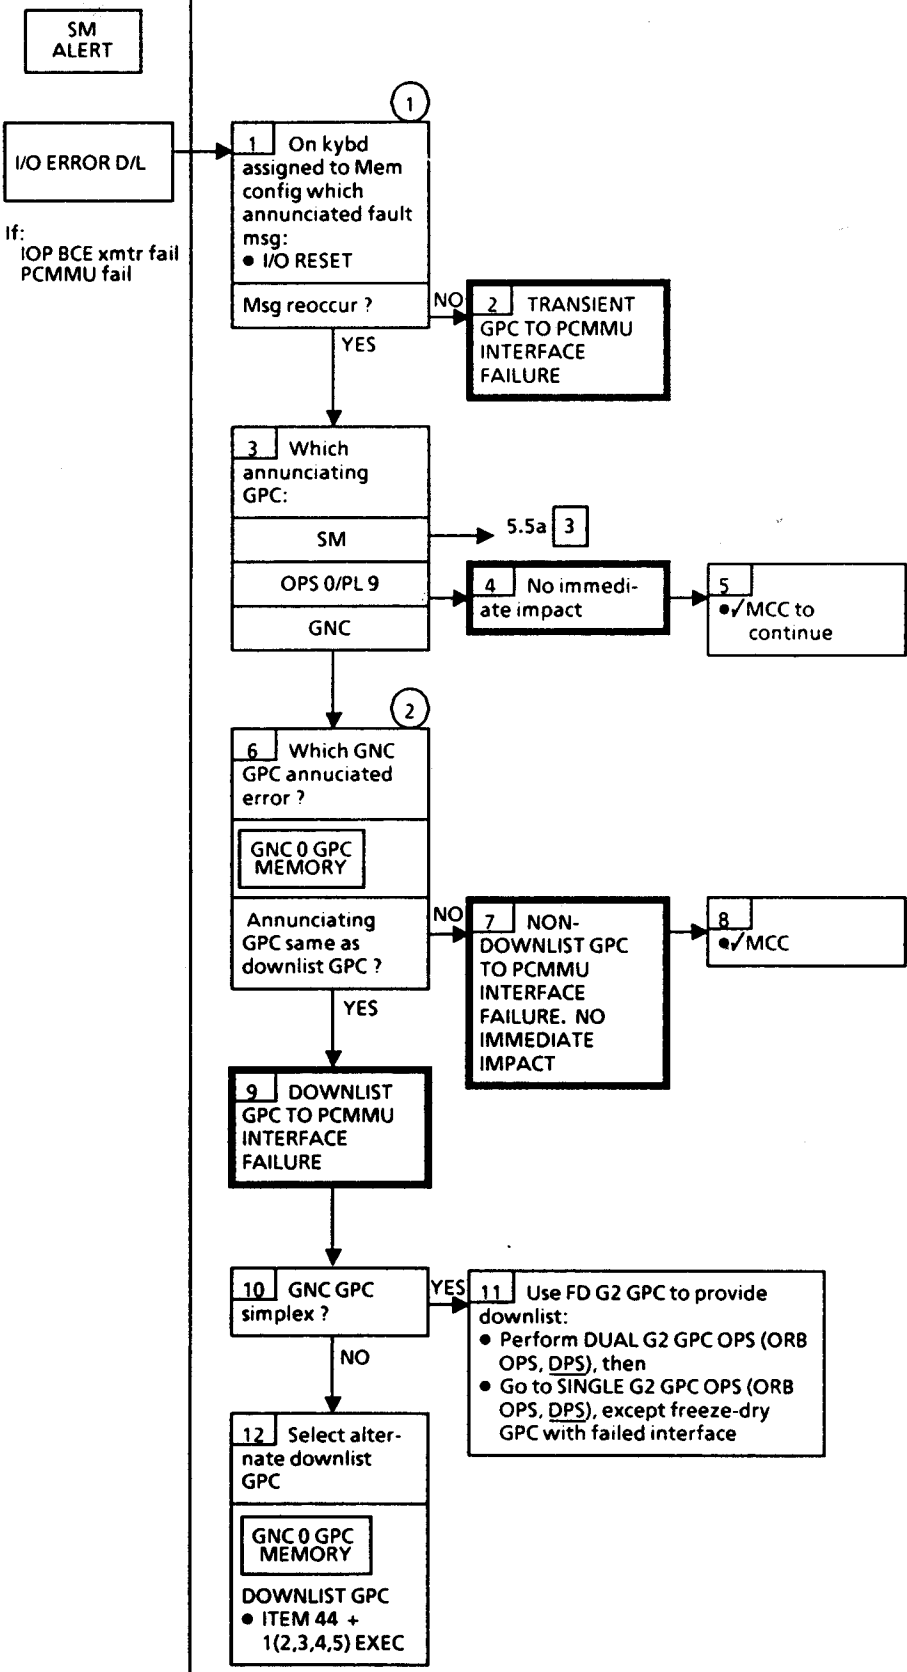 SM
ALERT
I/O ERROR D/L
If:
IOP BCE xmtr fail
PCMMU fail
1
1 On kybd
assigned to Mem
config which
annunciated fault
msg:
● I/O RESET
Msg reoccur ?
NO
YES
2 TRANSIENT
GPC TO PCMMU
INTERFACE
FAILURE
3 Which
annunciating
GPC:
SM
5.5a 3
OPS 0/PL 9
GNC
4 No immedi-
ate impact
5
●✓MCC to
continue
2
6 Which GNC
GPC annuciated
error ?
GNC 0 GPC
MEMORY
Annunciating
GPC same as
downlist GPC ?
NO
YES
7 NON-
DOWNLIST GPC
TO PCMMU
INTERFACE
FAILURE. NO
IMMEDIATE
IMPACT
8
●✓MCC
9 DOWNLIST
GPC TO PCMMU
INTERFACE
FAILURE
10 GNC GPC
simplex ?
YES
NO
11 Use FD G2 GPC to provide
downlist:
● Perform DUAL G2 GPC OPS (ORB
OPS, DPS), then
● Go to SINGLE G2 GPC OPS (ORB
OPS, DPS), except freeze-dry
GPC with failed interface
12 Select alter-
nate downlist
GPC
GNC 0 GPC
MEMORY
DOWNLIST GPC
● ITEM 44 +
1(2,3,4,5) EXEC